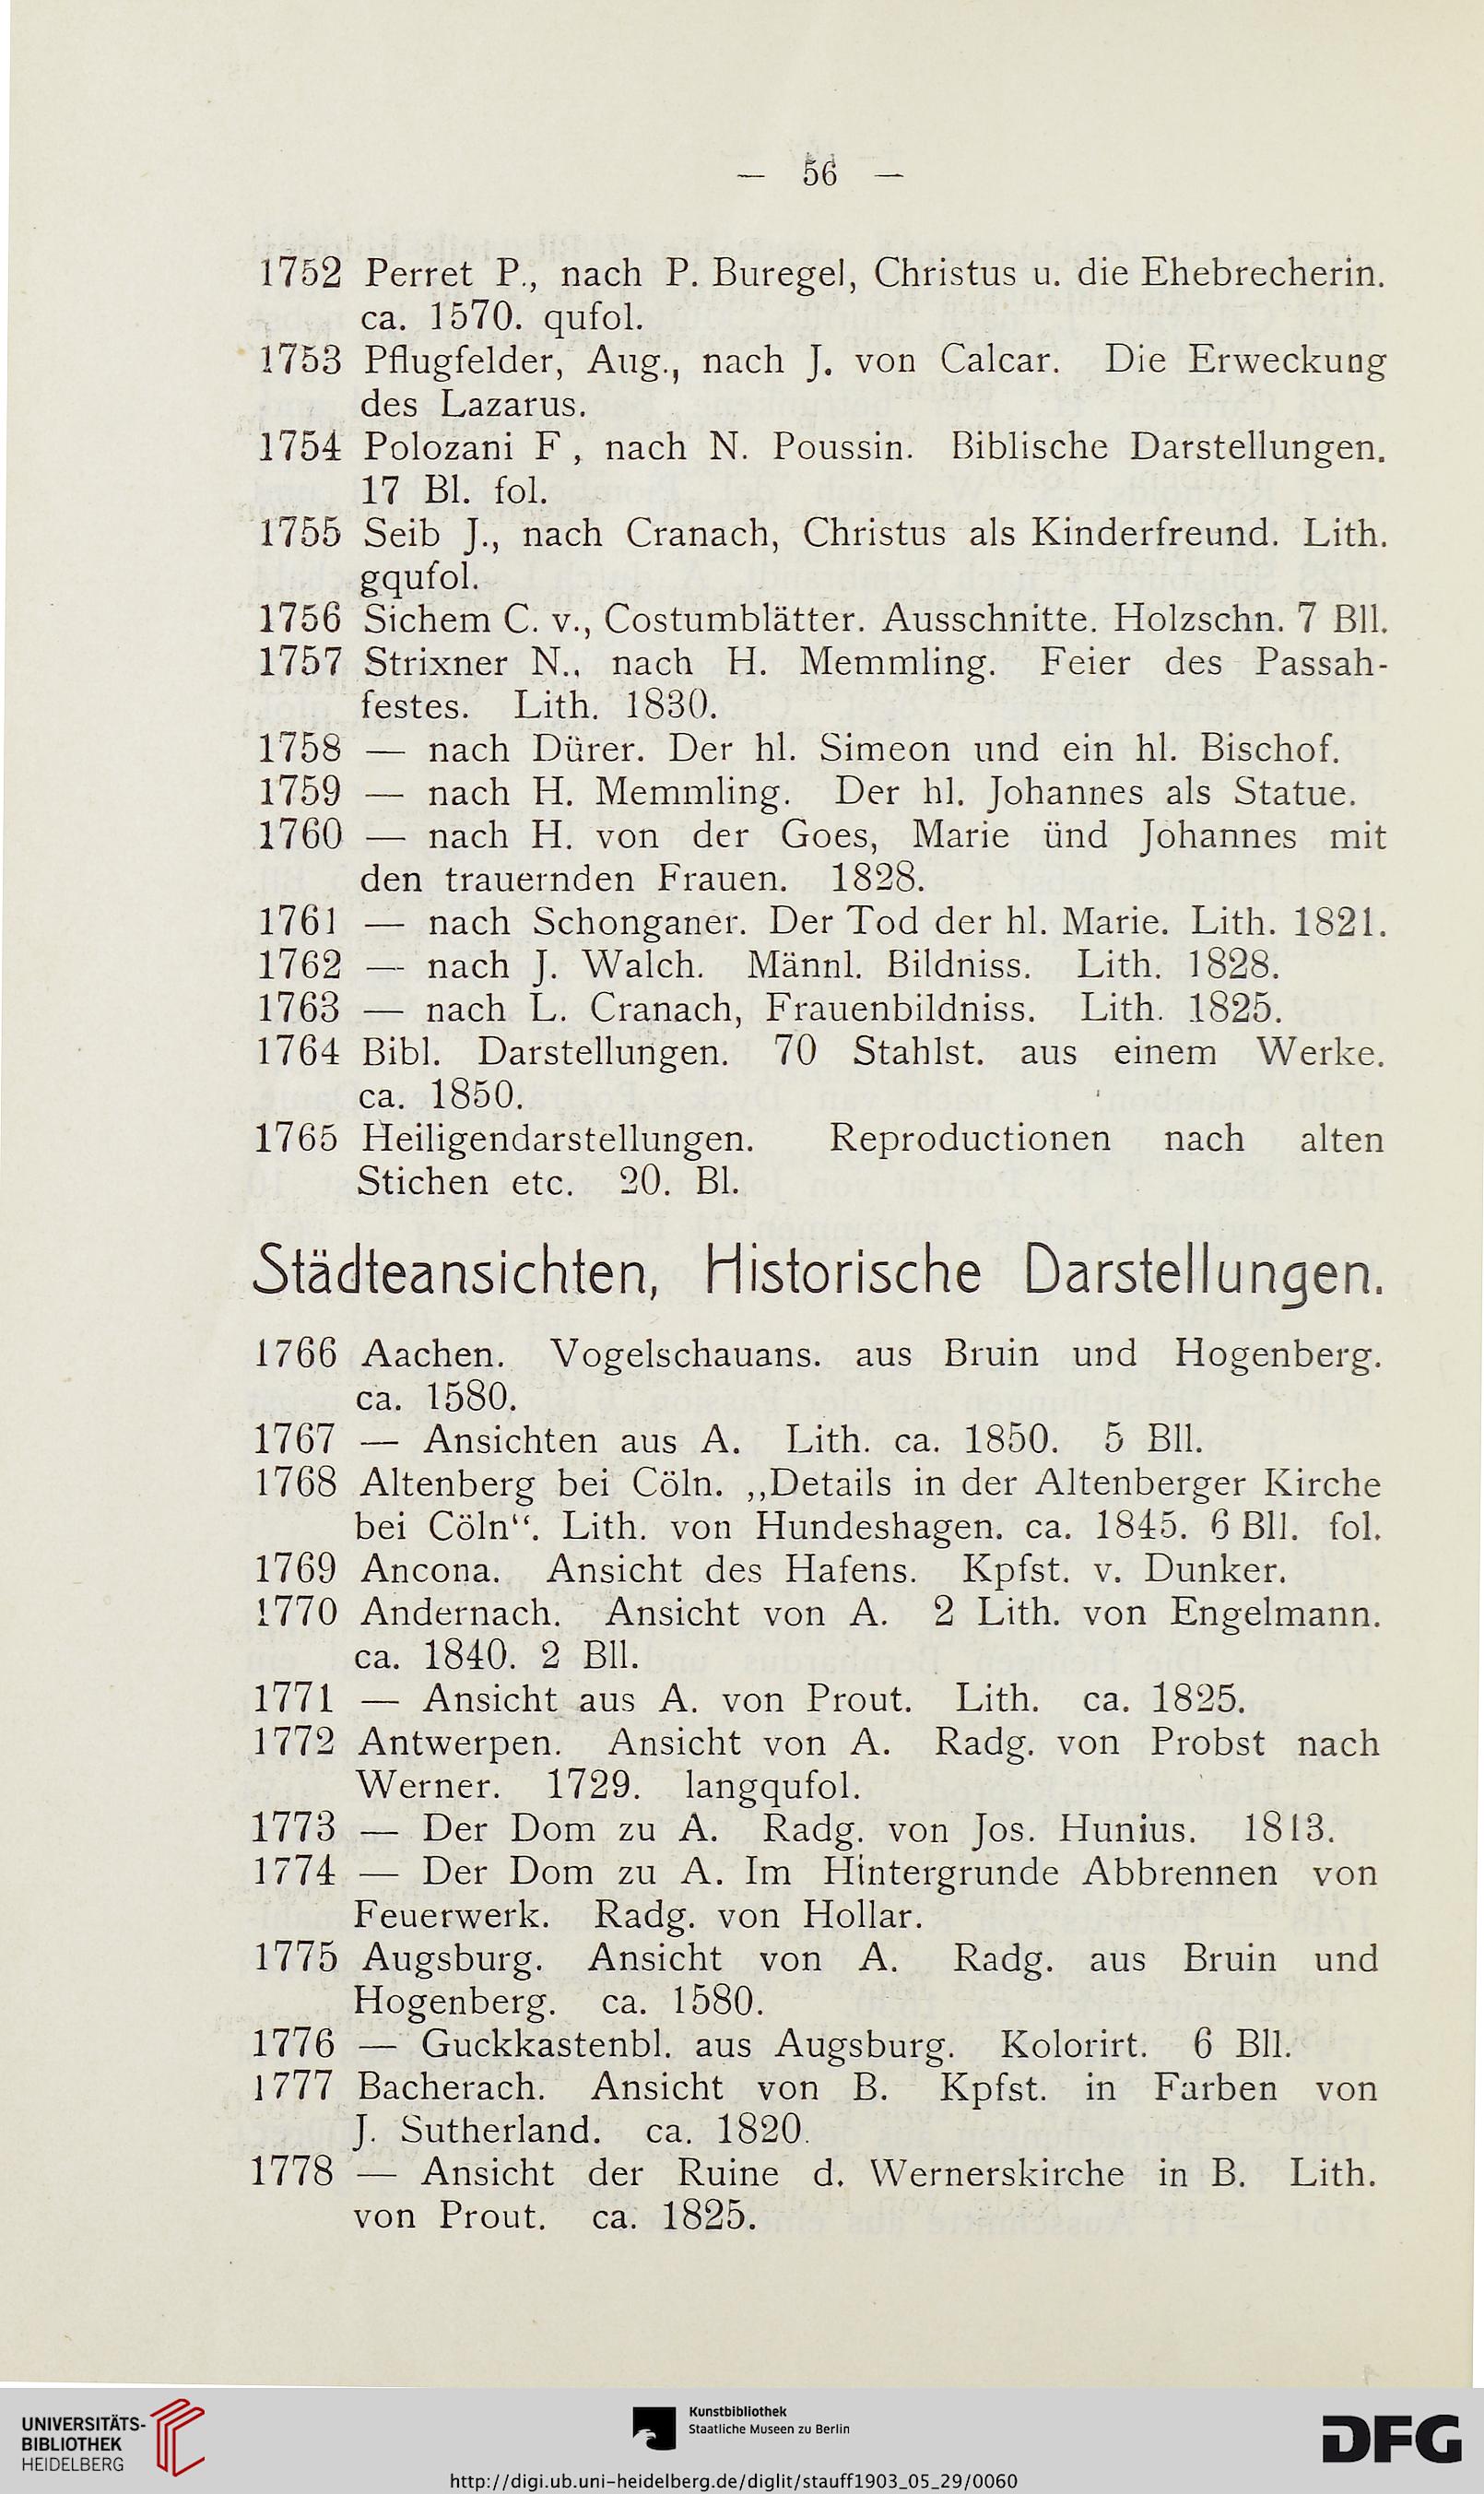 — 56 —
1752 Perret P., nach P. Buregel, Christus u. die Ehebrecherin.
ca. 1570. qufol.
1753 Pflugfelder, Aug., nach J. von Calcar. Die Erweckung
des Lazarus.
1754 Polozani F , nach N. Poussin. Biblische Darstellungen.
17 Bl. fol.
1755 Seib J., nach Cranach, Christus als Kinderfreund. Lith.
gqufol.
1756 Sichem C. v., Costumblätter. Ausschnitte. Holzschn. 7 Bll.
1757 Strixner N., nach H. Memmling. Feier des Passah-
festes. Lith. 1830.
1758 — nach Dürer. Der hl. Simeon und ein hl. Bischof.
1759 — nach H. Memmling. Der hl. Johannes als Statue.
1760 — nach H. von der Goes, Marie ünd Johannes mit
den trauernden Frauen. 1828.
1761 — nach Schonganer. Der Tod der hl. Marie. Lith. 1821.
1762 — nach J. Walch. Männl. Bildniss. Lith. 1828.
1763 — nach L. Cranach, Frauenbildniss. Lith. 1825.
1764 Bibl. Darstellungen. 70 Stahlst. aus einem Werke.
ca. 1850.
1765 Heiligendarstellungen. Reproductionen nach alten
Stichen etc. 20. Bl.
Städteansichten, Historische Darstellungen.
1766 Aachen. Vogelschauans. aus Bruin und Hogenberg.
ca. 1580.
1767 — Ansichten aus A. Lith. ca. 1850. 5 Bll.
1768 Altenberg bei Cöln. ,,Details in der Altenberger Kirche
bei Cöln“. Lith. von Hundeshagen. ca. 1845. 6 Bll. fol.
1769 Ancona. Ansicht des Hafens. Kpfst. v. Dunker.
1770 Andernach. Ansicht von A. 2 Lith. von Engelmann.
ca. 1840. 2 Bll.
1771 — Ansicht aus A. von Prout. Lith. ca. 1825.
1772 Antwerpen. Ansicht von A. Radg. von Probst nach
Werner. 1729. langqufol.
1773 — Der Dom zu A. Radg. von Jos. Hunius. 1813.
1774 — Der Dom zu A. Im Hintergrunde Abbrennen von
Feuerwerk. Radg. von Hollar.
1775 Augsburg. Ansicht von A. Radg. aus Bruin und
Hogenberg. ca. 1580.
1776 — Guckkastenbl. aus Augsburg. Kolorirt. 6 Bll.
1777 Bacherach. Ansicht von B. Kpfst. in Farben von
J. Sutherland. ca. 1820.
1778 — Ansicht der Ruine d. Wernerskirche in B. Lith.
von Prout. ca. 1825.
UNIVERSITÄTS-
BIBLIOTHEK
HEIDELBERG
Kunstbibliothek
Staatliche Museen zu Berlin
DFG
http://digi.ub.uni-heidelberg.de/diglit/stauff1903_05_29/0060